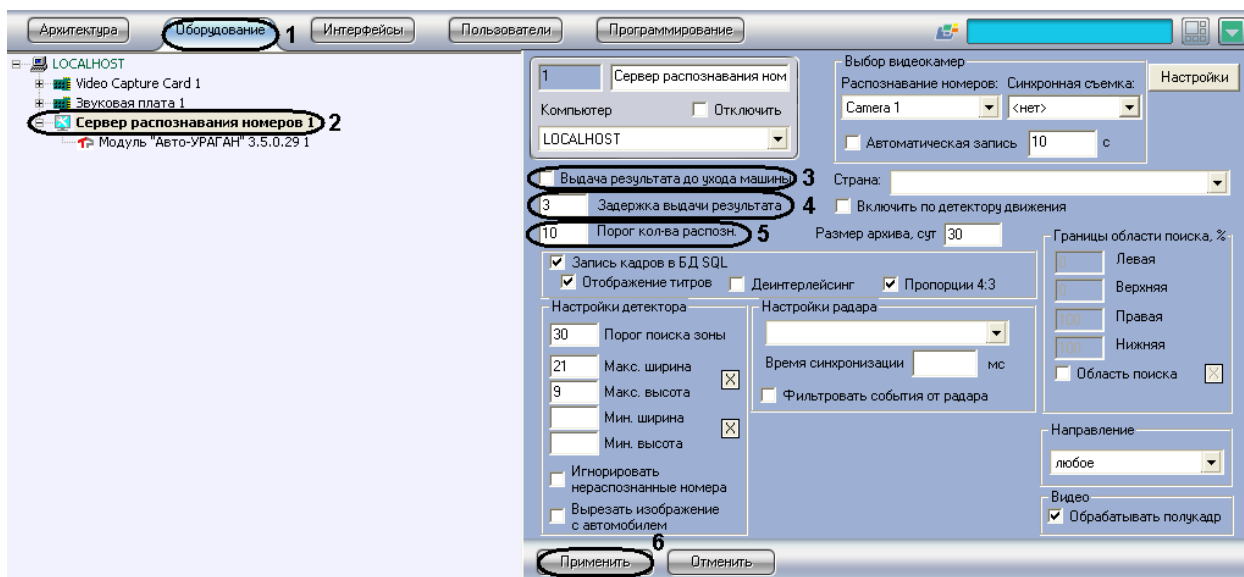 Архитектура Оборудование 1 Интерфейсы Пользователи Программирование
LOCALHOST
Video Capture Card 1
Звуковая плата 1
Сервер распознавания номеров 1 2
Модуль "Авто-УРАГАН" 3.5.0.29 1
1 Сервер распознавания ном
Компьютер Отключить
LOCALHOST
Выбор видеокамер
Распознавание номеров: Синхронная съемка:
Camera 1 <нет>
Автоматическая запись 10 с
Настройки
Выдача результата до ухода машины 3
3 Задержка выдачи результата 4
10 Порог кол-ва распозн. 5
Страна:
Включить по детектору движения
Размер архива, сут 30
Запись кадров в БД SQL
Отображение титров Деинтерлейсинг Пропорции 4:3
Настройки детектора
30 Порог поиска зоны
21 Макс. ширина
9 Макс. высота
X
Мин. ширина
Мин. высота
X
Игнорировать
нераспознанные номера
Вырезать изображение
с автомобилем
Настройки радара
Время синхронизации мс
Фильтровать события от радара
Границы области поиска, %
0 Левая
0 Верхняя
100 Правая
100 Нижняя
Область поиска X
Направление
любое
Видео
Обрабатывать полукадр
6
Применить Отменить